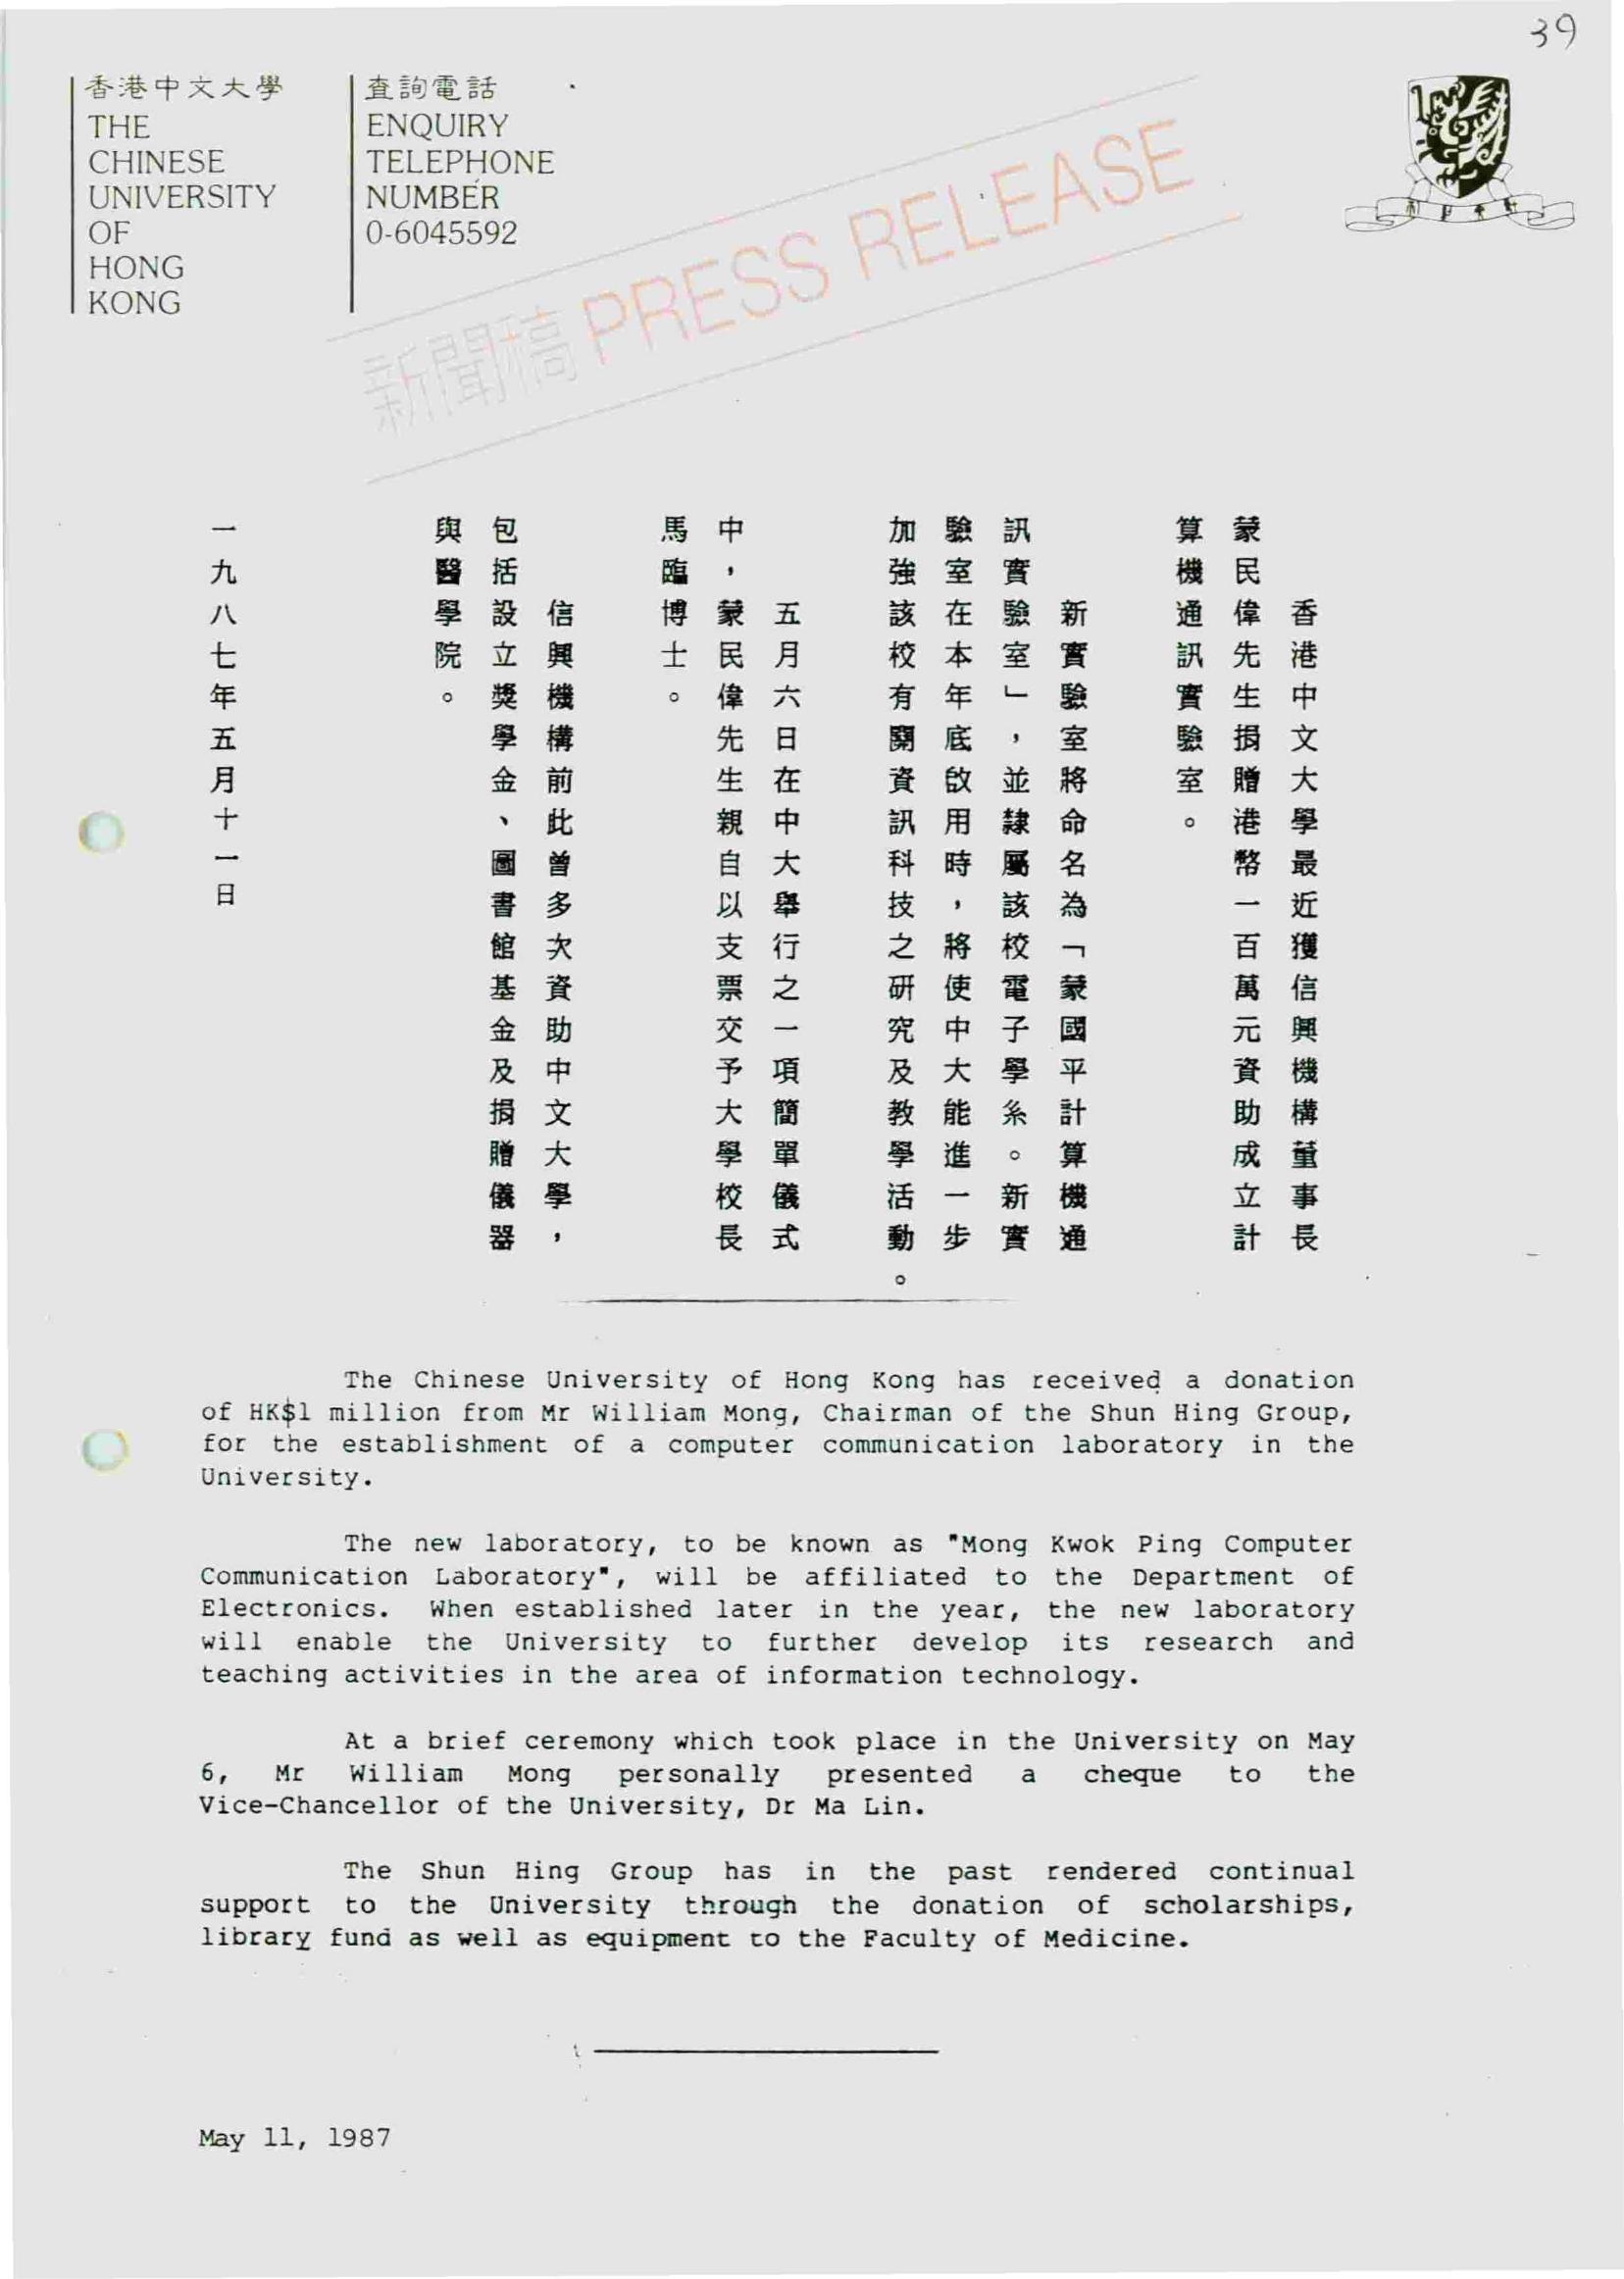 39
香港中文大學
THE
CHINESE
UNIVERSITY
OF
HONG
KONG
查詢電話
ENQUIRY
TELEPHONE
NUMBER
0-6045592
新聞稿 PRESS RELEASE
香港中文大學最近獲信興機構董事長
蒙民偉先生捐贈港幣一百萬元資助成立計
算機通訊實驗室。
新實驗室將命名為「蒙國平計算機通
訊實驗室」，並隸屬該校電子學系。新實
驗室在本年底啟用時，將使中大能進一步
加強該校有關資訊科技之研究及教學活動。
五月六日在中大舉行之一項簡單儀式
中，蒙民偉先生親自以支票交予大學校長
馬臨博士。
信興機構前此曾多次資助中文大學，
包括設立獎學金、圖書館基金及捐贈儀器
與醫學院。
一九八七年五月十一日
The Chinese University of Hong Kong has received a donation
of HK$1 million from Mr William Mong, Chairman of the Shun Hing Group,
for the establishment of a computer communication laboratory in the
University.
The new laboratory, to be known as "Mong Kwok Ping Computer
Communication Laboratory", will be affiliated to the Department of
Electronics. When established later in the year, the new laboratory
will enable the University to further develop its research and
teaching activities in the area of information technology.
At a brief ceremony which took place in the University on May
6, Mr William Mong personally presented a cheque to the
Vice-Chancellor of the University, Dr Ma Lin.
The Shun Hing Group has in the past rendered continual
support to the University through the donation of scholarships,
library fund as well as equipment to the Faculty of Medicine.
May 11, 1987